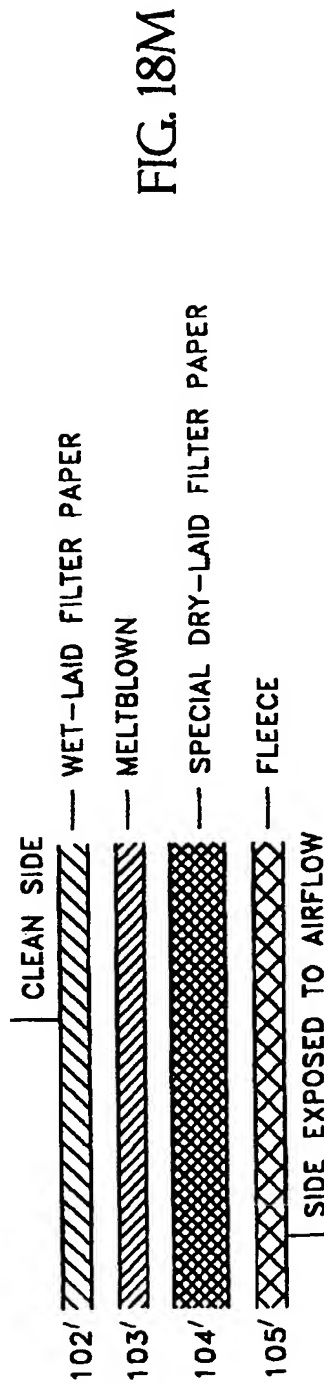 FIG. 18M
CLEAN SIDE
102' WET-LAID FILTER PAPER
103' MELTBLOWN
104' SPECIAL DRY-LAID FILTER PAPER
105' FLEECE
SIDE EXPOSED TO AIRFLOW